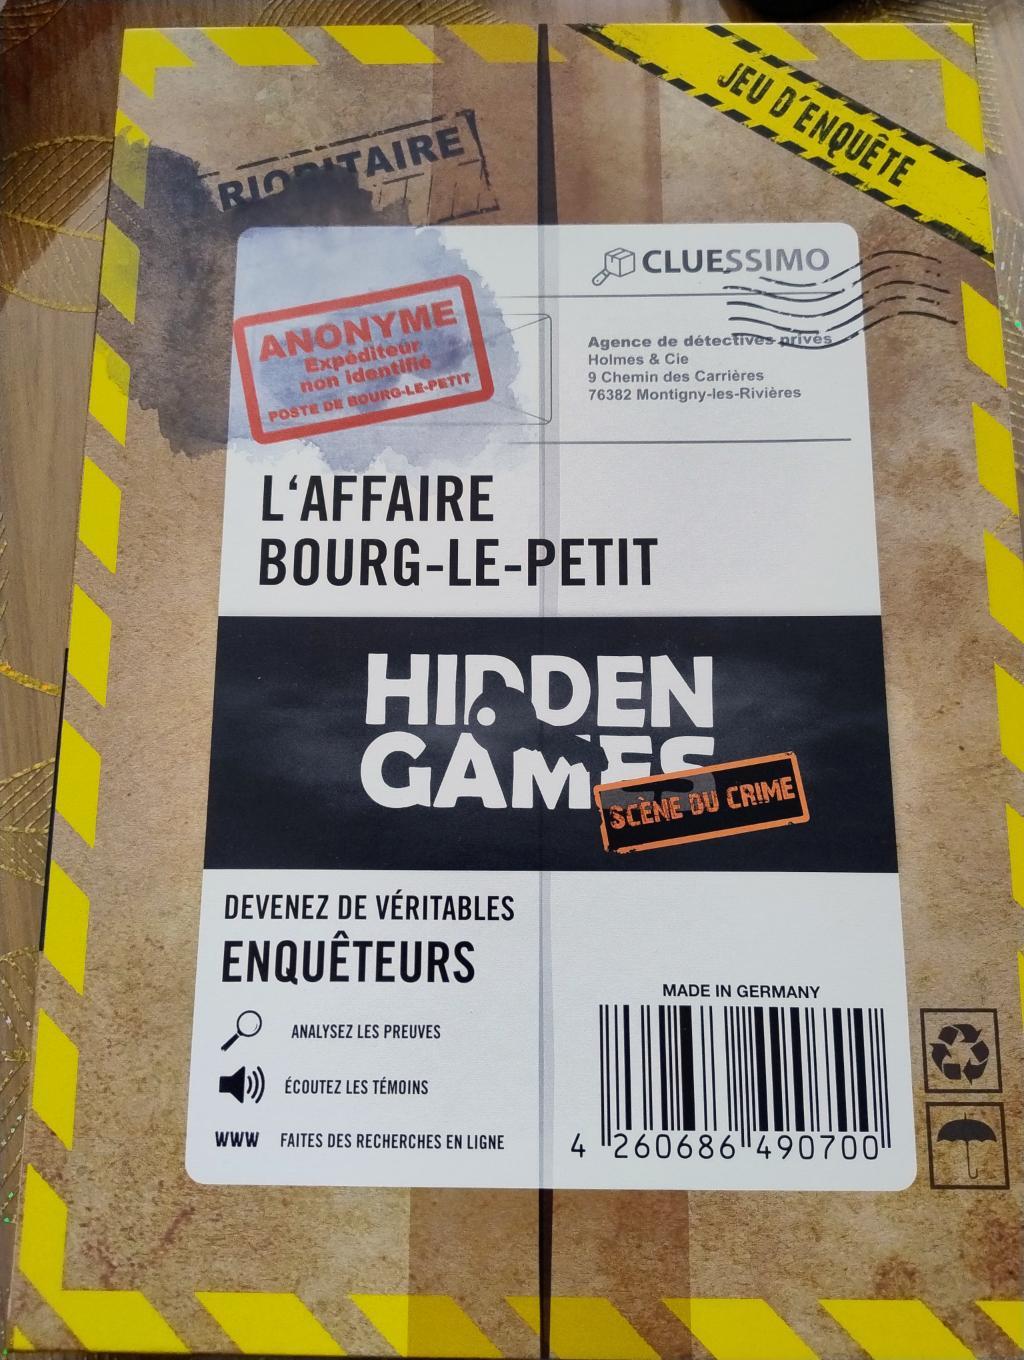 JEU D'ENQUÊTE
RIORITAIRE
CLUESSIMO
ANONYME
Expéditeur
non identifié
POSTE DE BOURG-LE-PETIT
Agence de détectives privés
Holmes & Cie
9 Chemin des Carrières
76382 Montigny-les-Rivières
L'AFFAIRE
BOURG-LE-PETIT
HIDDEN
GAMES
SCÈNE DU CRIME
DEVENEZ DE VÉRITABLES
ENQUÊTEURS
ANALYSEZ LES PREUVES
ÉCOUTEZ LES TÉMOINS
WWW FAITES DES RECHERCHES EN LIGNE
MADE IN GERMANY
4 260686 490700